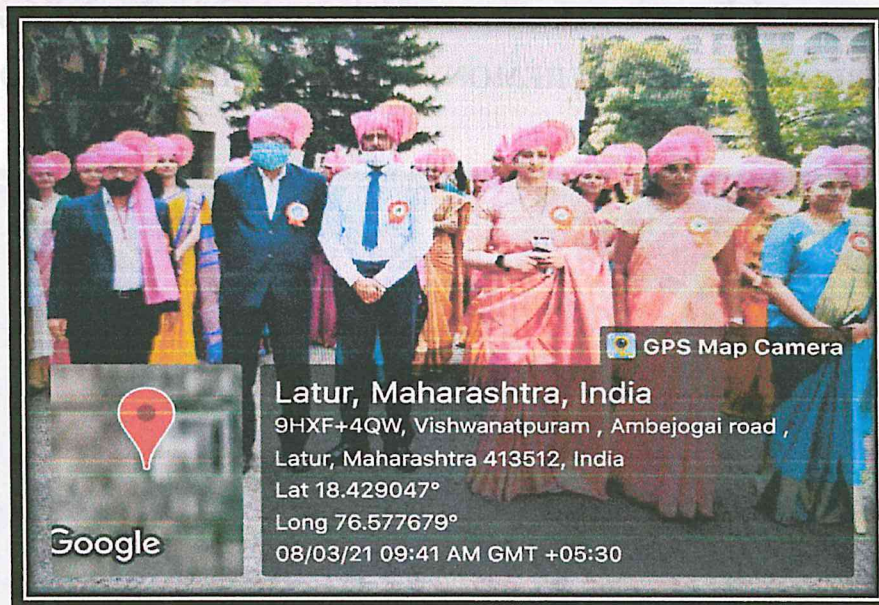 GPS Map Camera
Latur, Maharashtra, India
9HXF+4QW, Vishwanatpuram , Ambejogai road ,
Latur, Maharashtra 413512, India
Lat 18.429047°
Long 76.577679°
08/03/21 09:41 AM GMT +05:30
Google